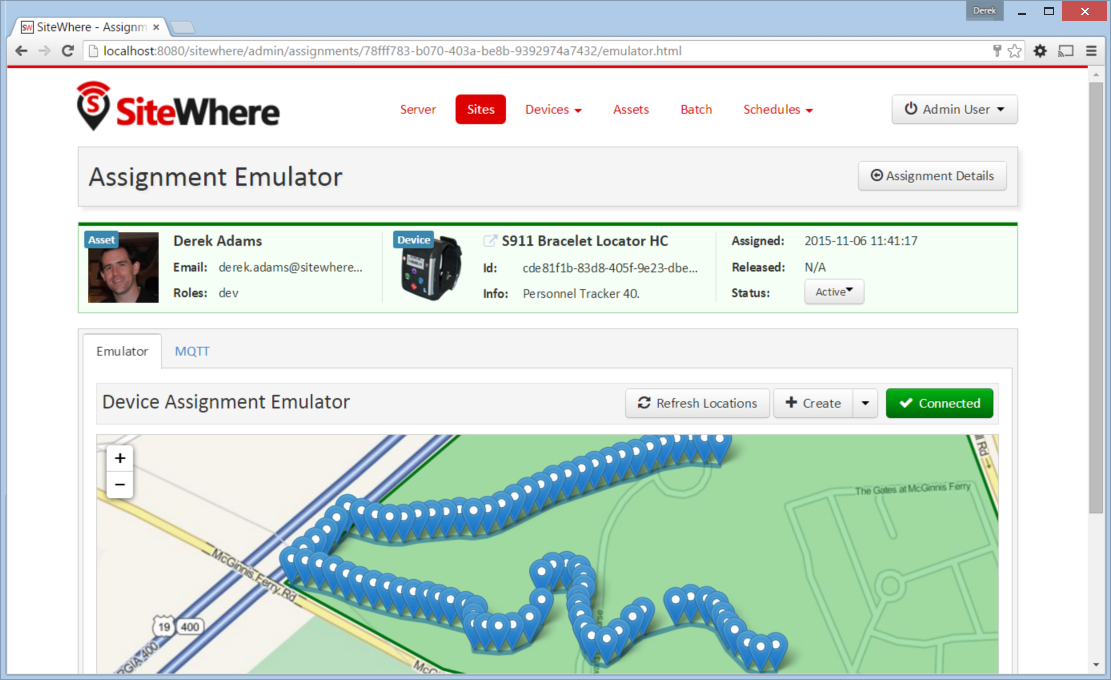 Derek
SW SiteWhere - Assignm
localhost:8080/sitewhere/admin/assignments/78fff783-b070-403a-be8b-9392974a7432/emulator.html
S SiteWhere
Server Sites Devices Assets Batch Schedules Admin User
Assignment Emulator Assignment Details
Asset
Derek Adams
Email: derek.adams@sitewhere...
Roles: dev
Device
S911 Bracelet Locator HC
Id: cde81f1b-83d8-405f-9e23-dbe...
Info: Personnel Tracker 40.
Assigned: 2015-11-06 11:41:17
Released: N/A
Status: Active
Emulator MQTT
Device Assignment Emulator Refresh Locations Create Connected
+
−
The Gates at McGinnis Ferry
Rd
McGinnis Ferry Rd
19 400
RGIA 400
McG